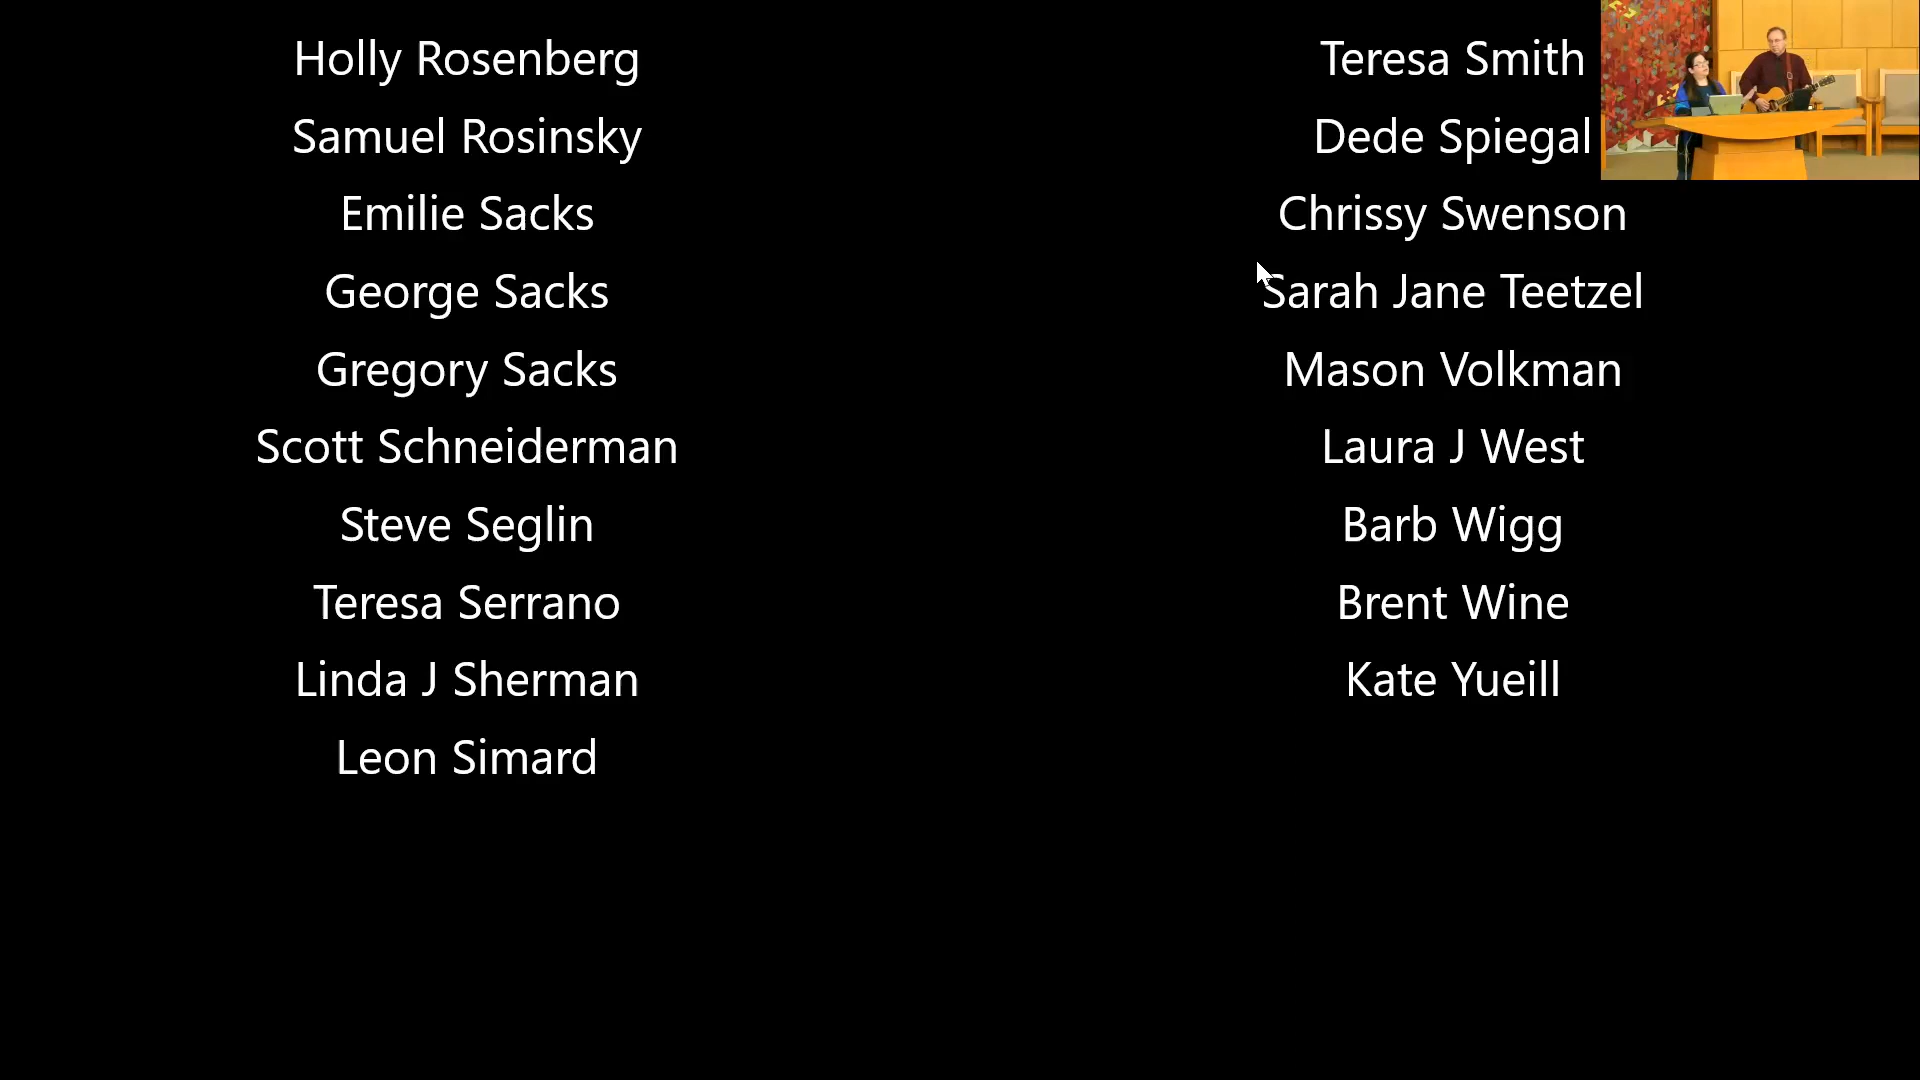 Holly Rosenberg
Samuel Rosinsky
Emilie Sacks
George Sacks
Gregory Sacks
Scott Schneiderman
Steve Seglin
Teresa Serrano
Linda J Sherman
Leon Simard
Teresa Smith
Dede Spiegal
Chrissy Swenson
Sarah Jane Teetzel
Mason Volkman
Laura J West
Barb Wigg
Brent Wine
Kate Yueill